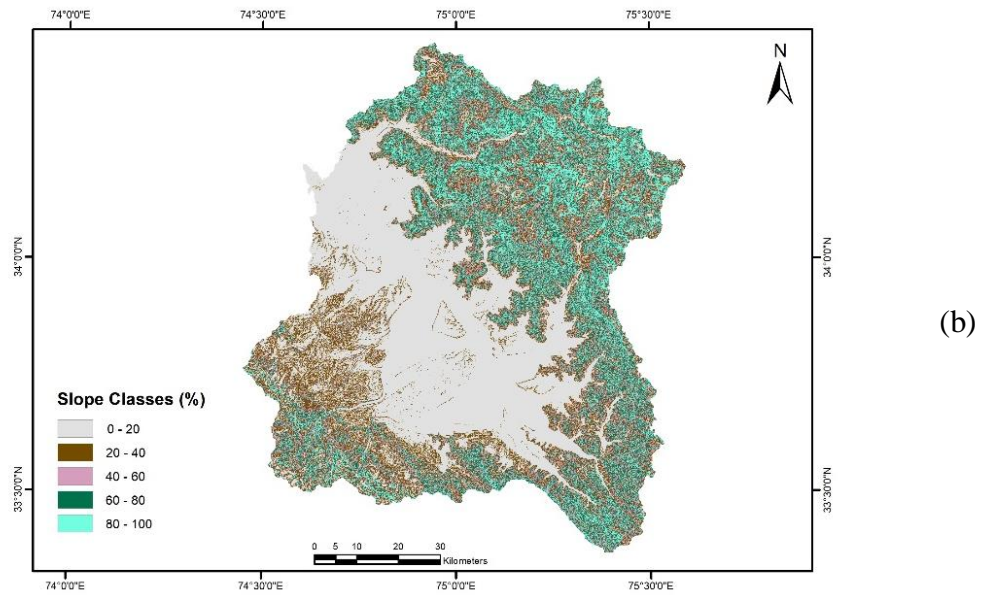 74°0'0"E 74°30'0"E 75°0'0"E 75°30'0"E
N
34°0'0"N 34°0'0"N
(b)
Slope Classes (%)
0 - 20
20 - 40
40 - 60
60 - 80
80 - 100
33°30'0"N 33°30'0"N
0 5 10 20 30
Kilometers
74°0'0"E 74°30'0"E 75°0'0"E 75°30'0"E